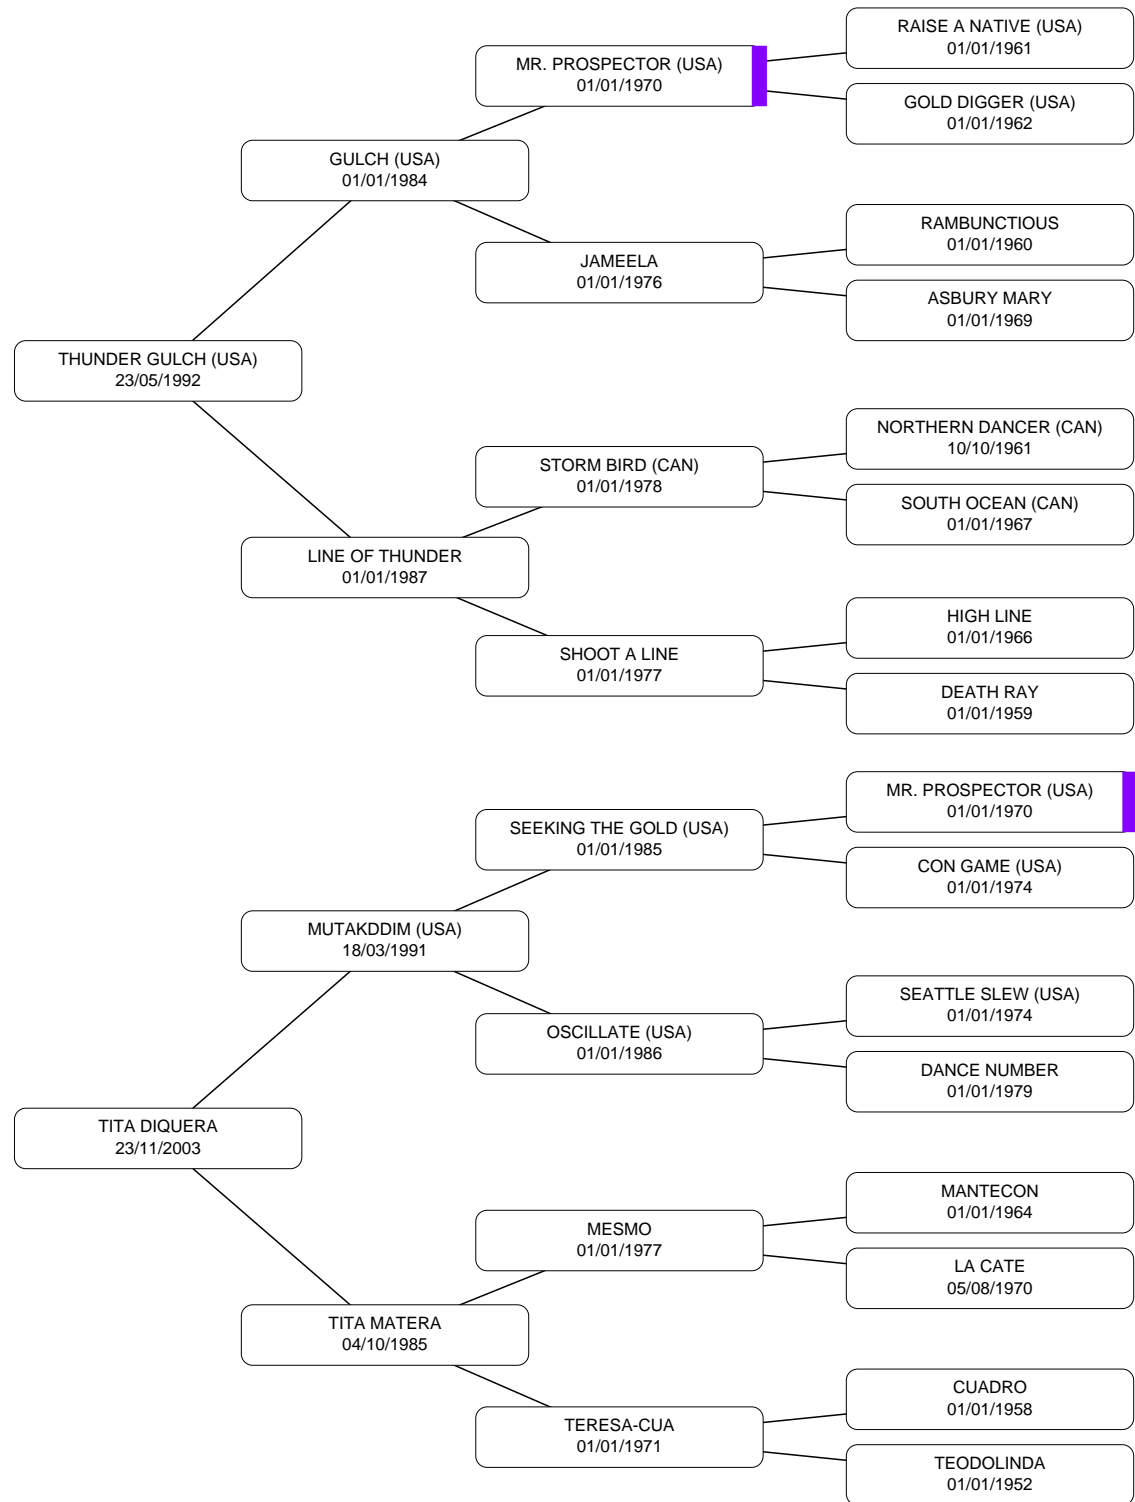 RAISE A NATIVE (USA)
01/01/1961
MR. PROSPECTOR (USA)
01/01/1970
GOLD DIGGER (USA)
01/01/1962
GULCH (USA)
01/01/1984
RAMBUNCTIOUS
01/01/1960
JAMEELA
01/01/1976
ASBURY MARY
01/01/1969
THUNDER GULCH (USA)
23/05/1992
NORTHERN DANCER (CAN)
10/10/1961
STORM BIRD (CAN)
01/01/1978
SOUTH OCEAN (CAN)
01/01/1967
LINE OF THUNDER
01/01/1987
HIGH LINE
01/01/1966
SHOOT A LINE
01/01/1977
DEATH RAY
01/01/1959
MR. PROSPECTOR (USA)
01/01/1970
SEEKING THE GOLD (USA)
01/01/1985
CON GAME (USA)
01/01/1974
MUTAKDDIM (USA)
18/03/1991
SEATTLE SLEW (USA)
01/01/1974
OSCILLATE (USA)
01/01/1986
DANCE NUMBER
01/01/1979
TITA DIQUERA
23/11/2003
MANTECON
01/01/1964
MESMO
01/01/1977
LA CATE
05/08/1970
TITA MATERA
04/10/1985
CUADRO
01/01/1958
TERESA-CUA
01/01/1971
TEODOLINDA
01/01/1952